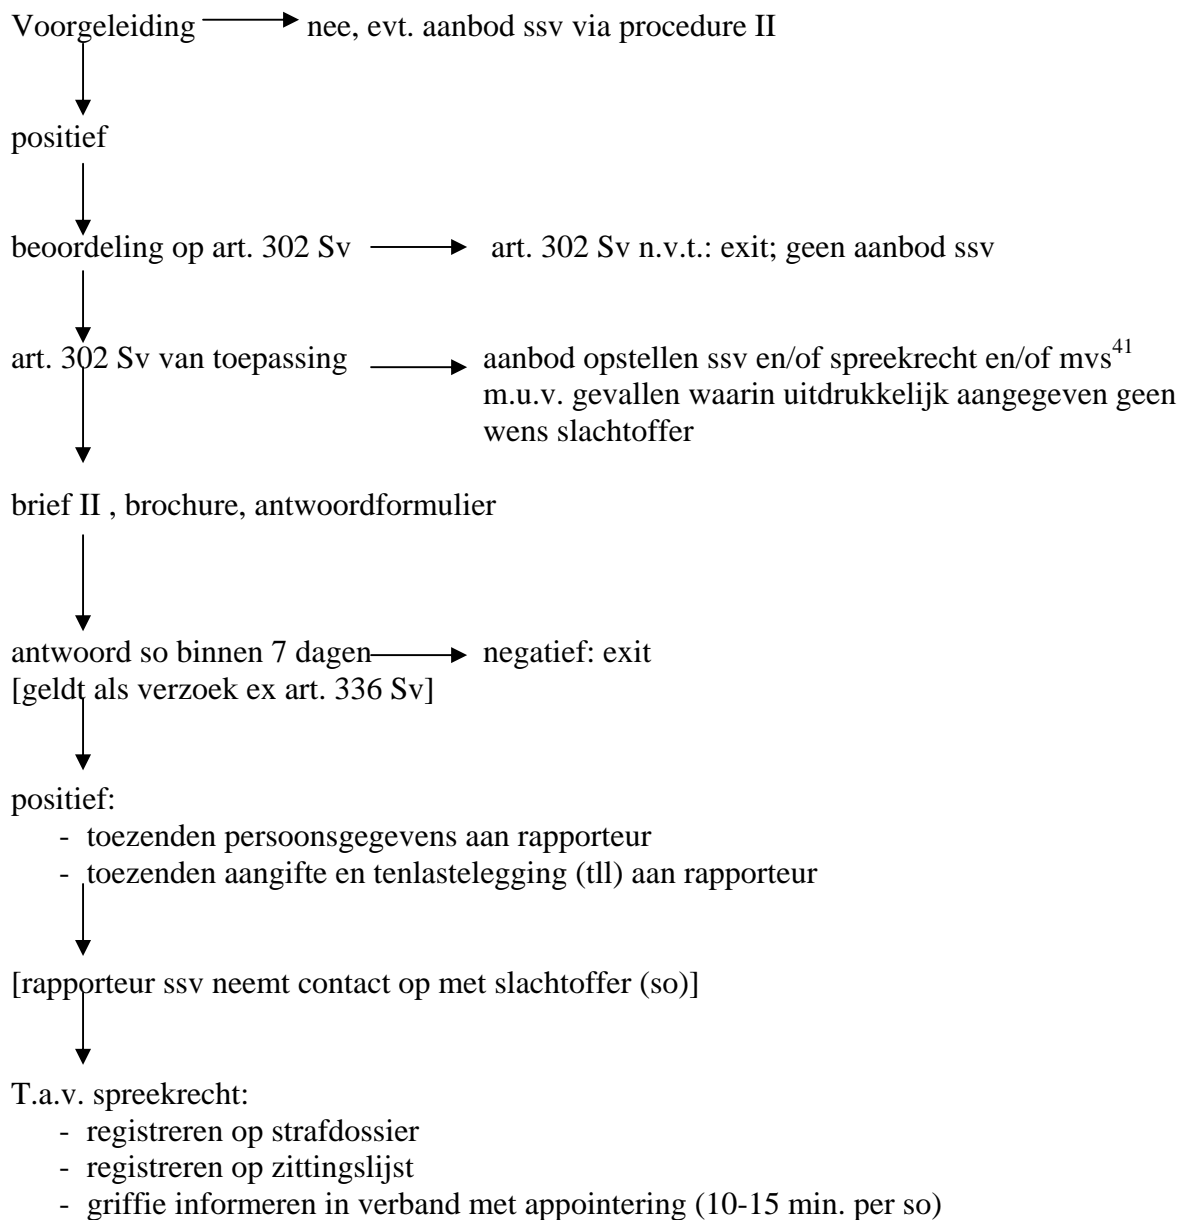 Voorgeleiding nee, evt. aanbod ssv via procedure II
positief
beoordeling op art. 302 Sv art. 302 Sv n.v.t.: exit; geen aanbod ssv
art. 302 Sv van toepassing aanbod opstellen ssv en/of spreekrecht en/of mvs41
m.u.v. gevallen waarin uitdrukkelijk aangegeven geen
wens slachtoffer
brief II , brochure, antwoordformulier
antwoord so binnen 7 dagen negatief: exit
[geldt als verzoek ex art. 336 Sv]
positief:
- toezenden persoonsgegevens aan rapporteur
- toezenden aangifte en tenlastelegging (tll) aan rapporteur
[rapporteur ssv neemt contact op met slachtoffer (so)]
T.a.v. spreekrecht:
- registreren op strafdossier
- registreren op zittingslijst
- griffie informeren in verband met appointering (10-15 min. per so)